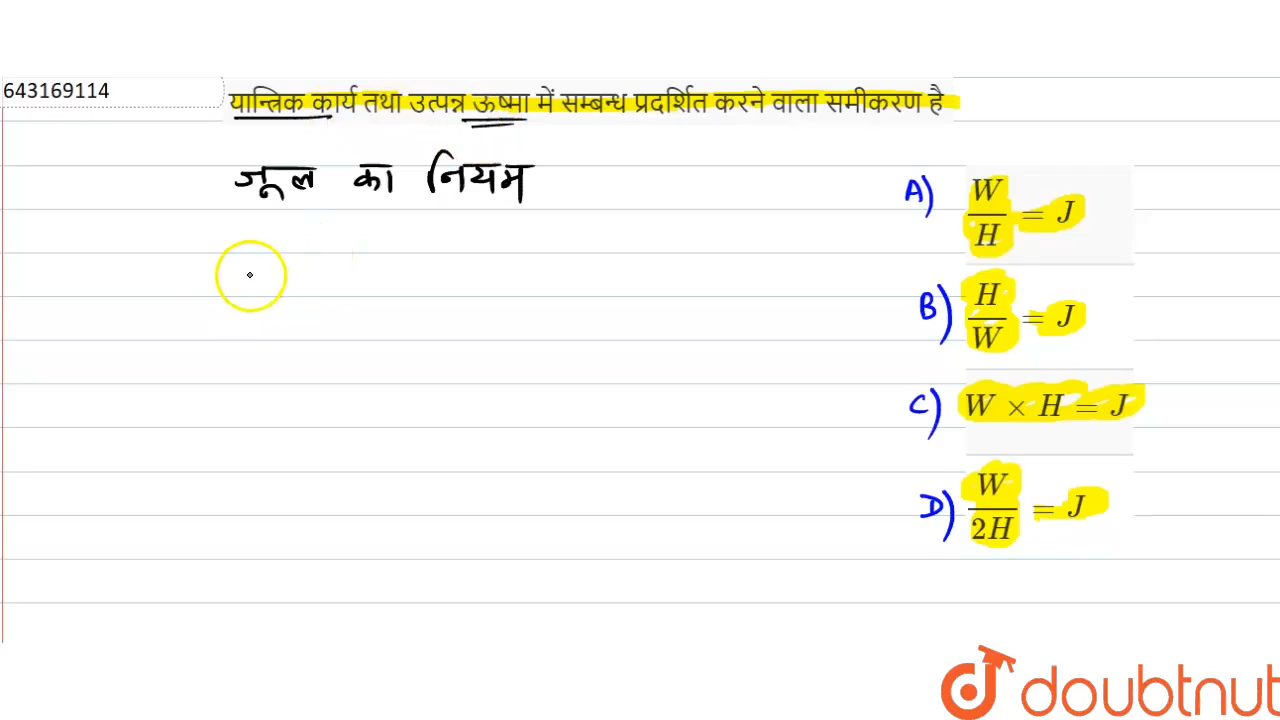 643169114
यान्त्रिक कार्य तथा उत्पन्न ऊष्मा में सम्बन्ध प्रदर्शित करने वाला समीकरण है
जूल का नियम
A) W/H = J
B) H/W = J
C) W × H = J
D) W/2H = J
doubtnut